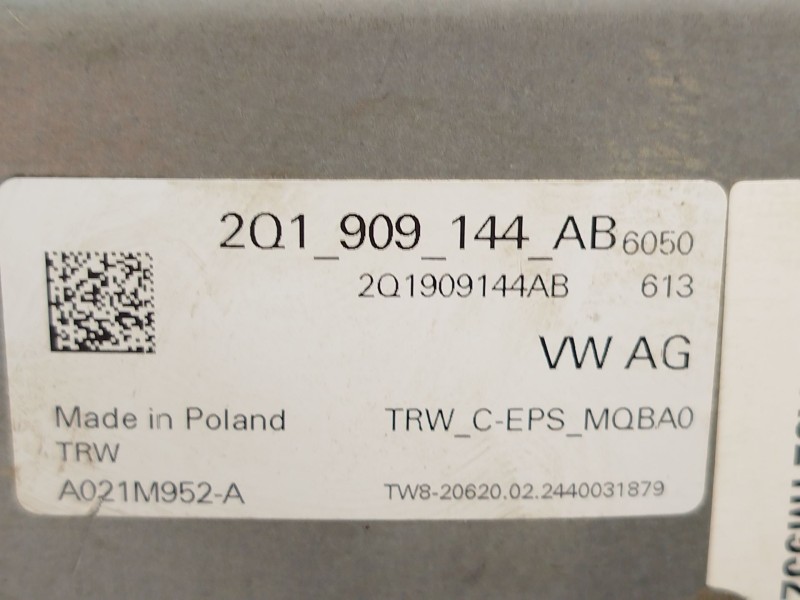 2Q1_909_144_AB 6050
2Q1909144AB 613
VW AG
Made in Poland TRW_C-EPS_MQBA0
TRW
A021M952-A TW8-20620.02.2440031879